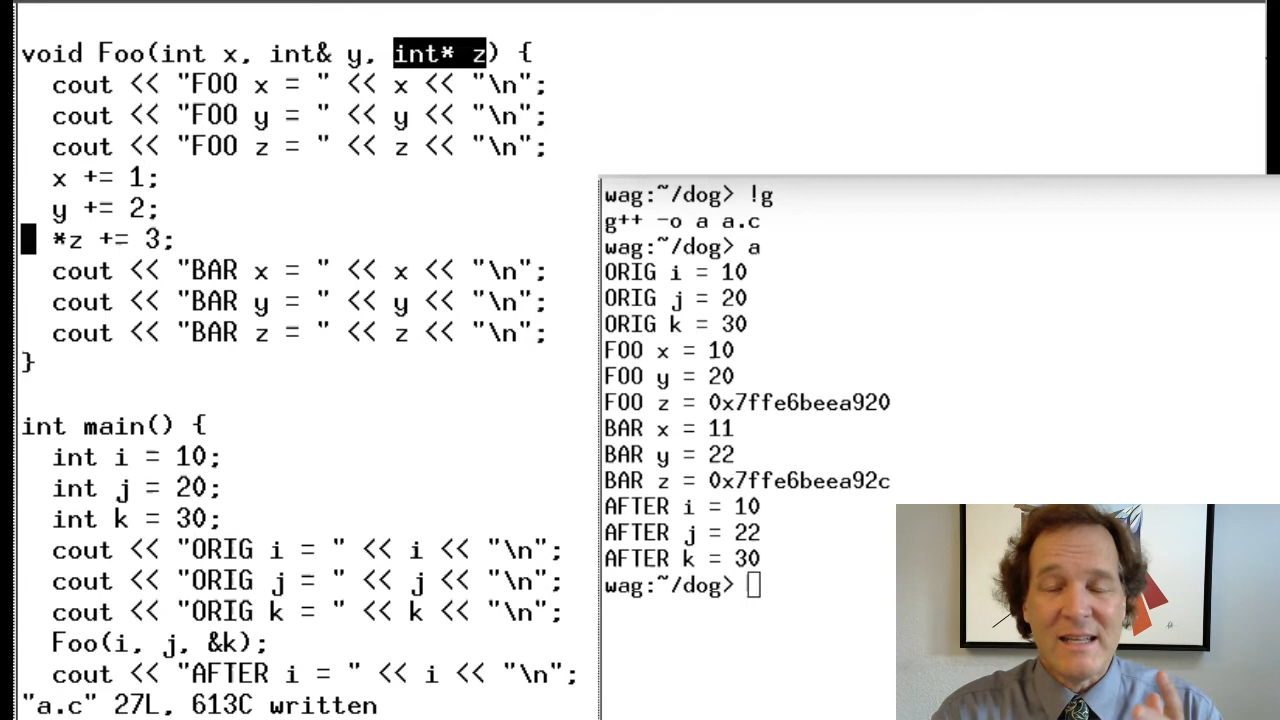 void Foo(int x, int& y, int* z) {
  cout << "FOO x = " << x << "\n";
  cout << "FOO y = " << y << "\n";
  cout << "FOO z = " << z << "\n";
  x += 1;
  y += 2;
  *z += 3;
  cout << "BAR x = " << x << "\n";
  cout << "BAR y = " << y << "\n";
  cout << "BAR z = " << z << "\n";
}
int main() {
  int i = 10;
  int j = 20;
  int k = 30;
  cout << "ORIG i = " << i << "\n";
  cout << "ORIG j = " << j << "\n";
  cout << "ORIG k = " << k << "\n";
  Foo(i, j, &k);
  cout << "AFTER i = " << i << "\n";
"a.c" 27L, 613C written
wag:~/dog> !g
g++ -o a a.c
wag:~/dog> a
ORIG i = 10
ORIG j = 20
ORIG k = 30
FOO x = 10
FOO y = 20
FOO z = 0x7ffe6beea920
BAR x = 11
BAR y = 22
BAR z = 0x7ffe6beea92c
AFTER i = 10
AFTER j = 22
AFTER k = 30
wag:~/dog>